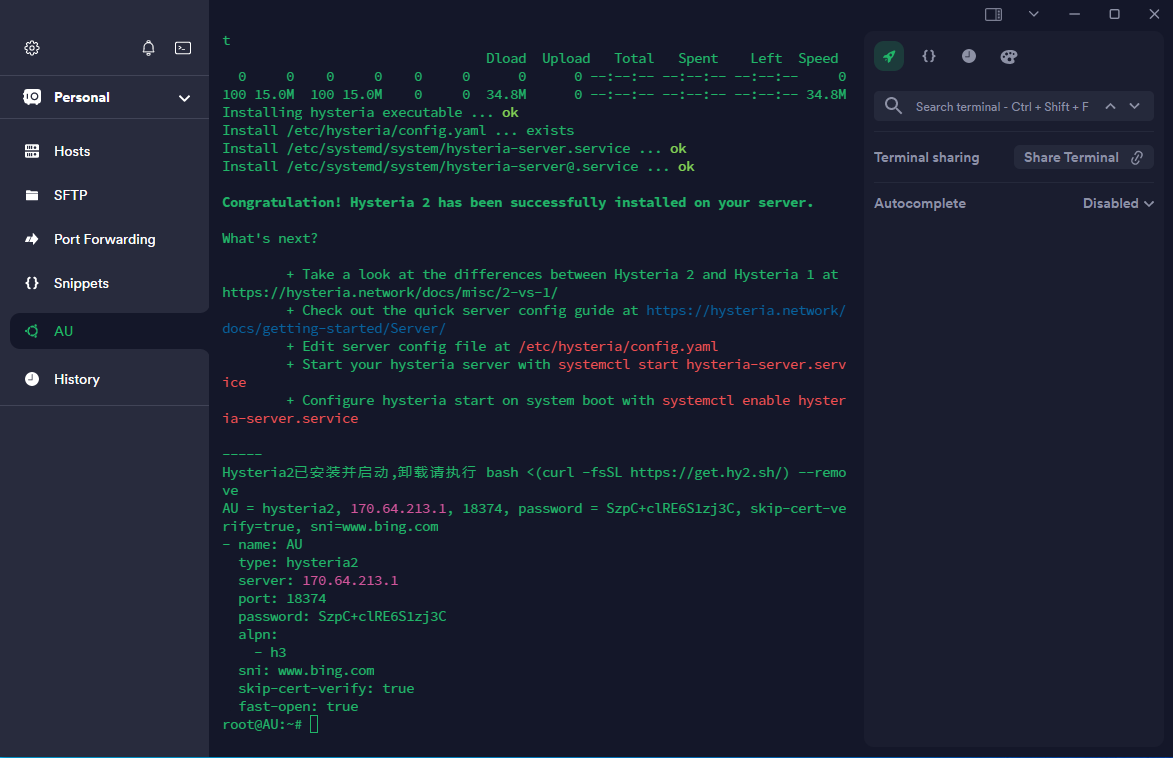 Personal
Hosts
SFTP
Port Forwarding
Snippets
AU
History
t
Dload  Upload   Total   Spent    Left  Speed
0     0    0     0    0     0      0      0 --:--:-- --:--:-- --:--:--     0
100 15.0M  100 15.0M    0     0  34.8M      0 --:--:-- --:--:-- --:--:-- 34.8M
Installing hysteria executable ... ok
Install /etc/hysteria/config.yaml ... exists
Install /etc/systemd/system/hysteria-server.service ... ok
Install /etc/systemd/system/hysteria-server@.service ... ok
Congratulation! Hysteria 2 has been successfully installed on your server.
What's next?
+ Take a look at the differences between Hysteria 2 and Hysteria 1 at
https://hysteria.network/docs/misc/2-vs-1/
+ Check out the quick server config guide at https://hysteria.network/
docs/getting-started/Server/
+ Edit server config file at /etc/hysteria/config.yaml
+ Start your hysteria server with systemctl start hysteria-server.serv
ice
+ Configure hysteria start on system boot with systemctl enable hyster
ia-server.service
-----
Hysteria2已安装并启动,卸载请执行 bash <(curl -fsSL https://get.hy2.sh/) --remo
ve
AU = hysteria2, 170.64.213.1, 18374, password = SzpC+clRE6S1zj3C, skip-cert-ve
rify=true, sni=www.bing.com
- name: AU
type: hysteria2
server: 170.64.213.1
port: 18374
password: SzpC+clRE6S1zj3C
alpn:
- h3
sni: www.bing.com
skip-cert-verify: true
fast-open: true
root@AU:~#
{}
Search terminal - Ctrl + Shift + F
Terminal sharing
Share Terminal
Autocomplete
Disabled